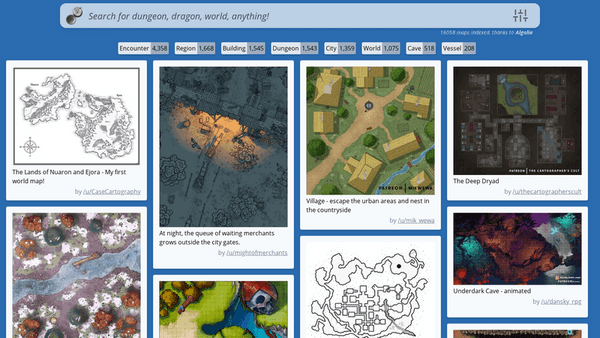 Search for dungeon, dragon, world, anything!
16058 maps indexed, thanks to Algolia
Encounter 4,358 Region 1,668 Building 1,545 Dungeon 1,543 City 1,359 World 1,075 Cave 518 Vessel 208
The Lands of Nuaron and Ejora - My first
world map!
by /u/CaseCartography
At night, the queue of waiting merchants
grows outside the city gates.
by /u/mightofmerchants
PATREON MIKWEWA
Village - escape the urban areas and nest in
the countryside
by /u/mik_wewa
PATREON THE CARTOGRAPHER'S CULT
The Deep Dryad
by /u/thecartographerscult
Underdark Cave - animated
by /u/dansky_rpg